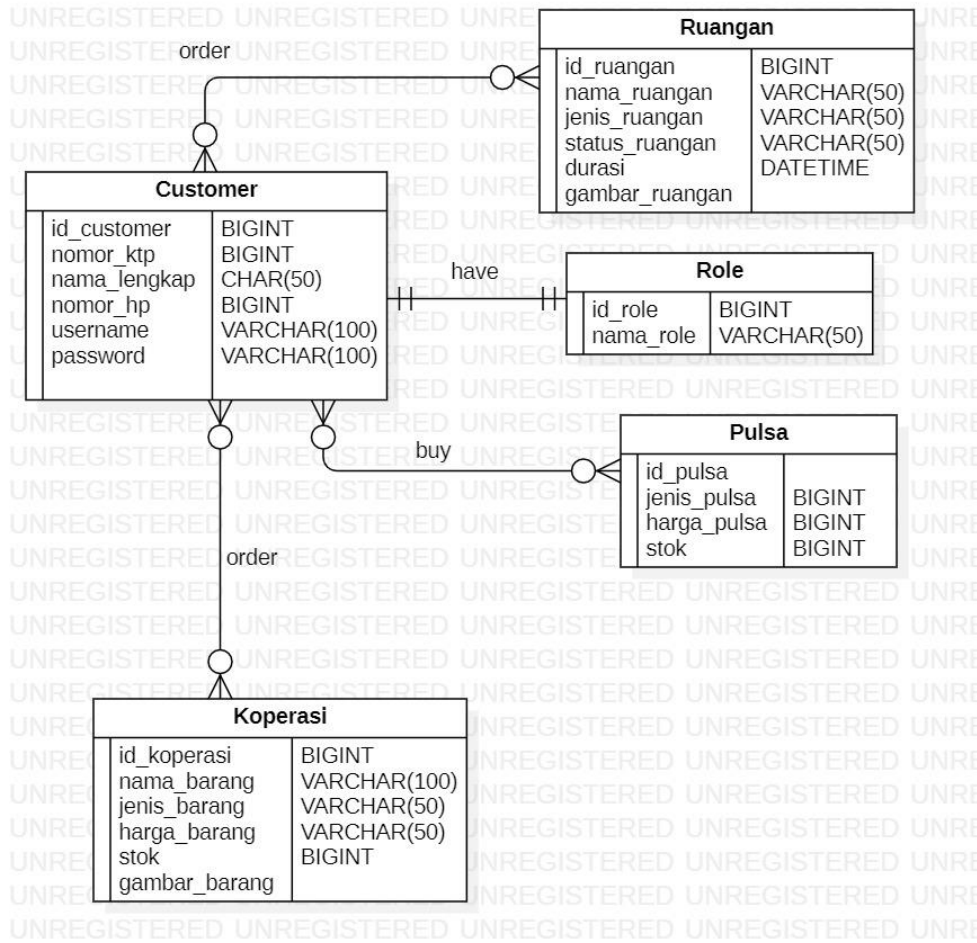 order
Ruangan
id_ruangan BIGINT
nama_ruangan VARCHAR(50)
jenis_ruangan VARCHAR(50)
status_ruangan VARCHAR(50)
durasi DATETIME
gambar_ruangan
Customer
id_customer BIGINT
nomor_ktp BIGINT
nama_lengkap CHAR(50)
nomor_hp BIGINT
username VARCHAR(100)
password VARCHAR(100)
have
Role
id_role BIGINT
nama_role VARCHAR(50)
buy
Pulsa
id_pulsa
jenis_pulsa BIGINT
harga_pulsa BIGINT
stok BIGINT
order
Koperasi
id_koperasi BIGINT
nama_barang VARCHAR(100)
jenis_barang VARCHAR(50)
harga_barang VARCHAR(50)
stok BIGINT
gambar_barang
UNREGISTERED